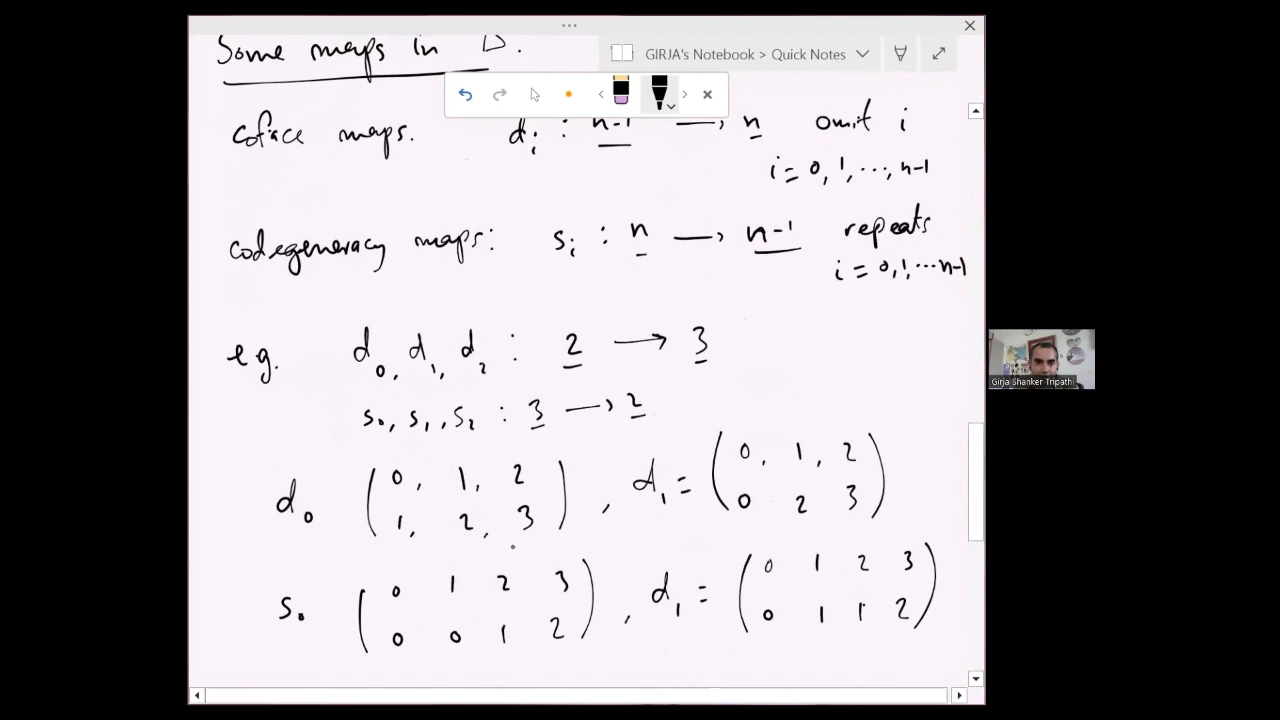 Some maps in Δ.
GIRJA's Notebook > Quick Notes
coface maps. d_i : n-1 → n omit i
i = 0, 1, ..., n-1
codegeneracy maps: s_i : n → n-1 repeats
i = 0, 1, ... n-1
eg. d_0, d_1, d_2 : 2 → 3
s_0, s_1, s_2 : 3 → 2
d_0 ( 0, 1, 2 ) , d_1 = ( 0, 1, 2 )
( 1, 2, 3 ) ( 0 2 3 )
s_0 ( 0 1 2 3 ) , d_1 = ( 0 1 2 3 )
( 0 0 1 2 ) ( 0 1 1 2 )
Girja Shanker Tripathi